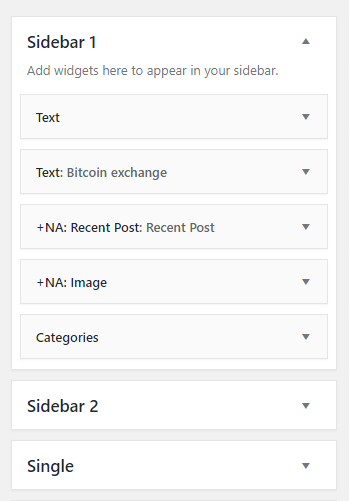 Sidebar 1
Add widgets here to appear in your sidebar.
Text
Text: Bitcoin exchange
+NA: Recent Post: Recent Post
+NA: Image
Categories
Sidebar 2
Single